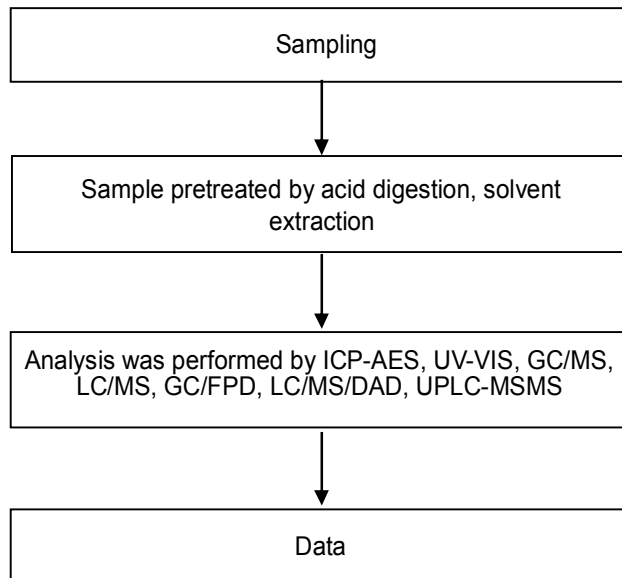 Sampling
Sample pretreated by acid digestion, solvent
extraction
Analysis was performed by ICP-AES, UV-VIS, GC/MS,
LC/MS, GC/FPD, LC/MS/DAD, UPLC-MSMS
Data